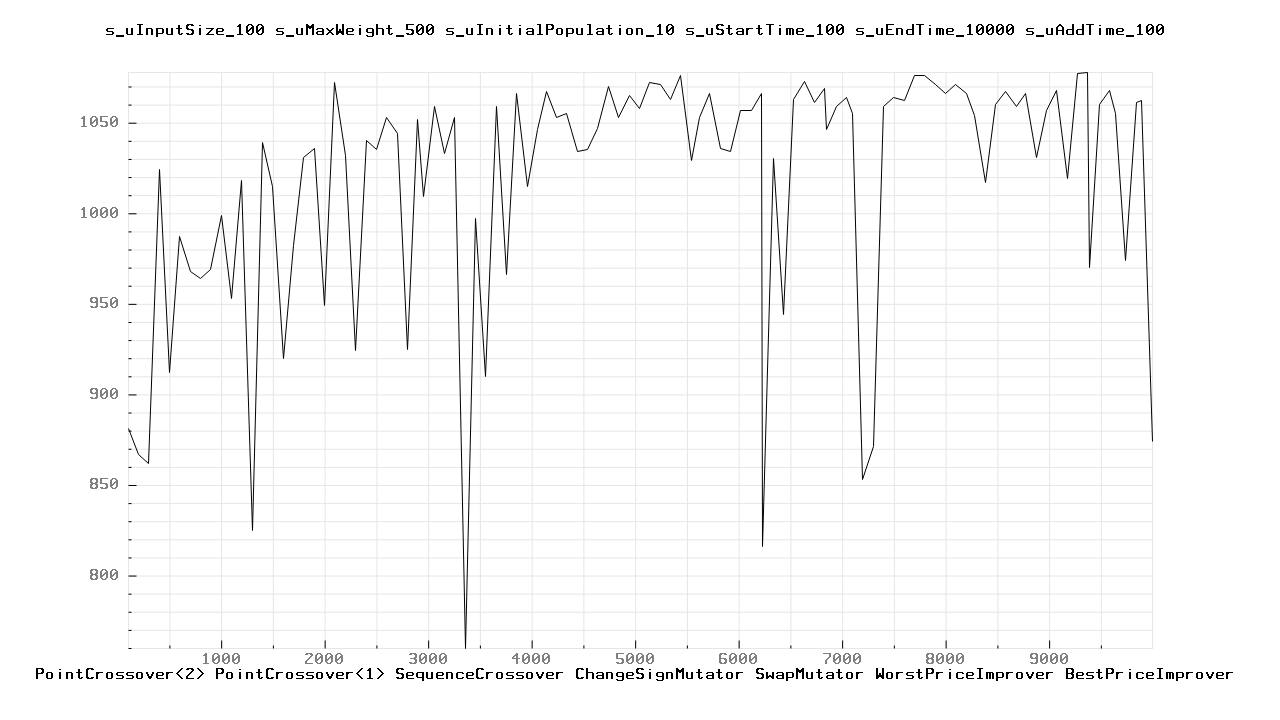 s_uInputSize_100 s_uMaxWeight_500 s_uInitialPopulation_10 s_uStartTime_100 s_uEndTime_10000 s_uAddTime_100
1050
1000
950
900
850
800
1000 2000 3000 4000 5000 6000 7000 8000 9000
PointCrossover<2> PointCrossover<1> SequenceCrossover ChangeSignMutator SwapMutator WorstPriceImprover BestPriceImprover